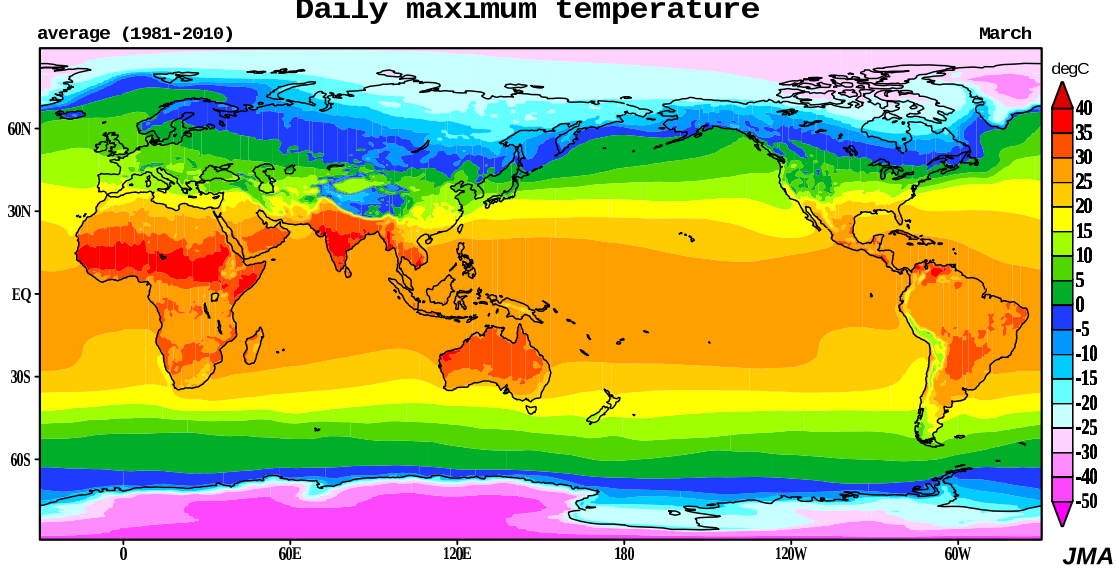 Daily maximum temperature
average (1981-2010) March
degC
40
35
30
25
20
15
10
5
0
-5
-10
-15
-20
-25
-30
-40
-50
60N
30N
EQ
30S
60S
0 60E 120E 180 120W 60W
JMA